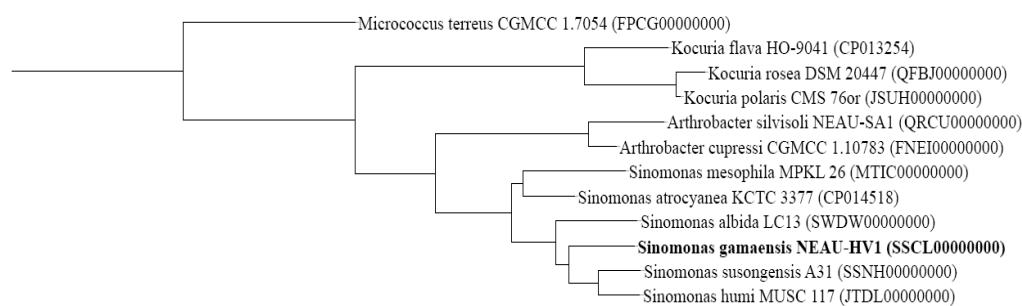 Micrococcus terreus CGMCC 1.7054 (FPCG00000000)
Kocuria flava HO-9041 (CP013254)
Kocuria rosea DSM 20447 (QFBJ00000000)
Kocuria polaris CMS 76or (JSUH00000000)
Arthrobacter silvisoli NEAU-SA1 (QRCU00000000)
Arthrobacter cupressi CGMCC 1.10783 (FNEI00000000)
Sinomonas mesophila MPKL 26 (MTIC00000000)
Sinomonas atrocyanea KCTC 3377 (CP014518)
Sinomonas albida LC13 (SWDW00000000)
Sinomonas gamaensis NEAU-HV1 (SSCL00000000)
Sinomonas susongensis A31 (SSNH00000000)
Sinomonas humi MUSC 117 (JTDL00000000)